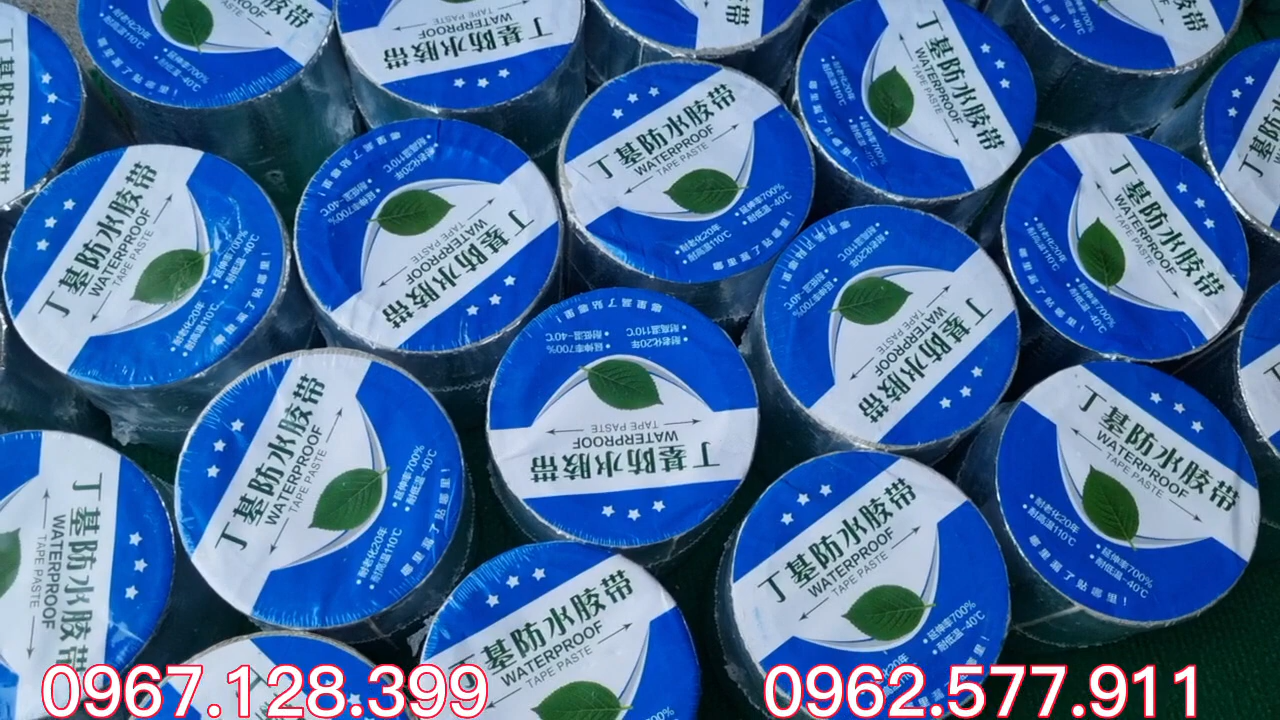 丁基防水胶带
WATERPROOF
TAPE PASTE
• 耐老化20年
• 耐高温110℃
• 延伸率700%
• 耐低温-40℃
哪里漏了贴哪里!
0967.128.399
0962.577.911